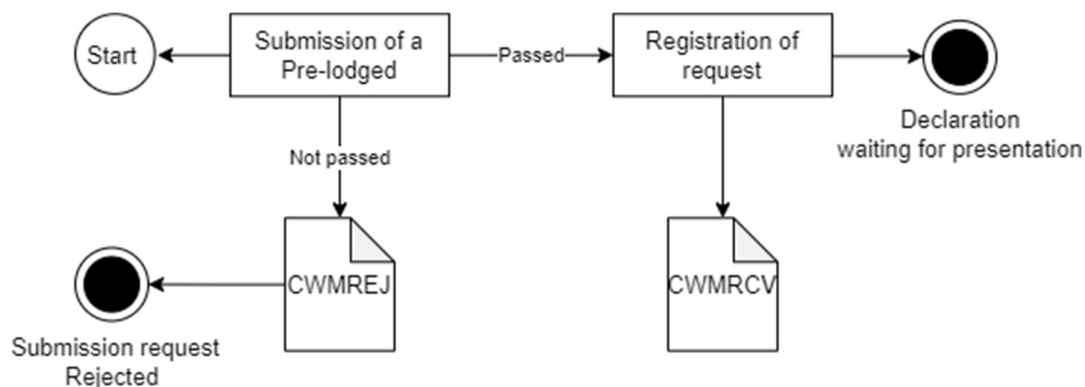 Start
Submission of a
Pre-lodged
Passed
Registration of
request
Declaration
waiting for presentation
Not passed
CWMREJ
CWMRCV
Submission request
Rejected